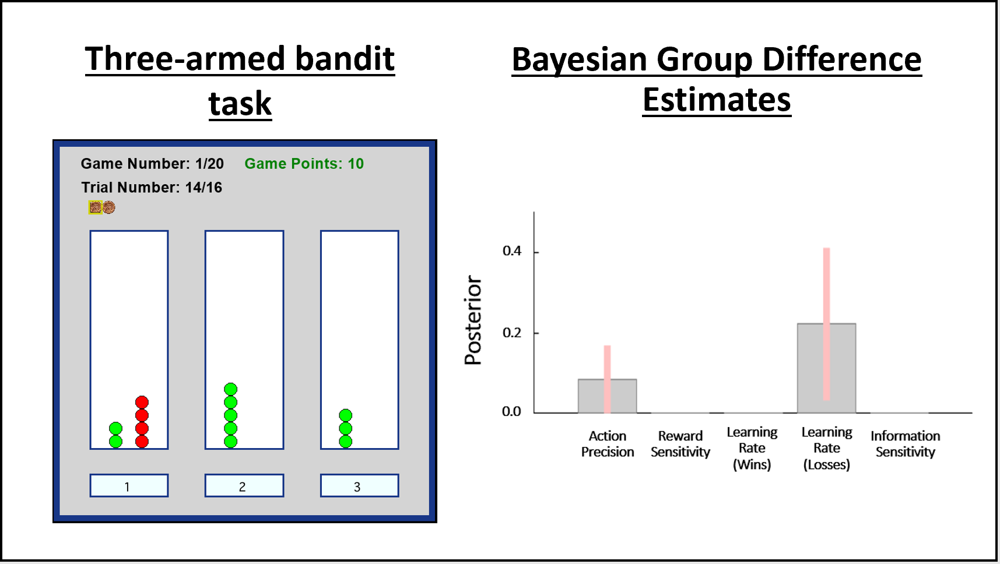 Three-armed bandit
task
Game Number: 1/20
Game Points: 10
Trial Number: 14/16
1
2
3
Bayesian Group Difference
Estimates
Posterior
0.4
0.2
0.0
Action
Precision
Reward
Sensitivity
Learning
Rate
(Wins)
Learning
Rate
(Losses)
Information
Sensitivity